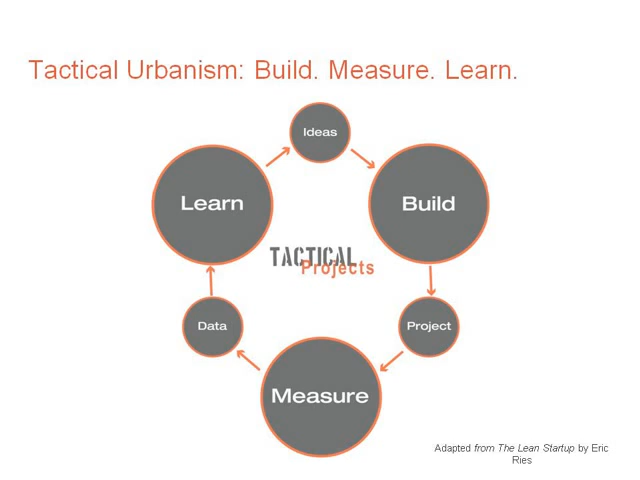 Tactical Urbanism: Build. Measure. Learn.
Ideas
Learn
Build
TACTICAL
Projects
Data
Project
Measure
Adapted from The Lean Startup by Eric
Ries